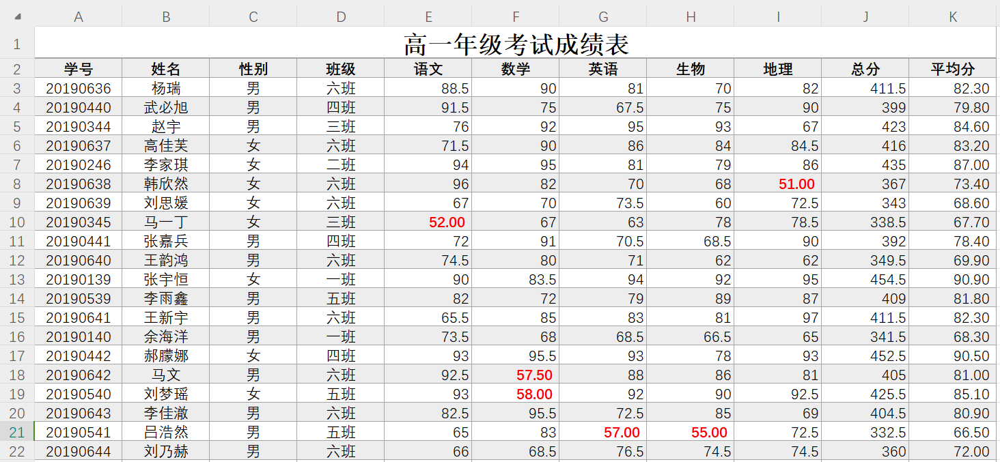 A B C D E F G H I J K
1 高一年级考试成绩表
2 学号 姓名 性别 班级 语文 数学 英语 生物 地理 总分 平均分
3 20190636 杨瑞 男 六班 88.5 90 81 70 82 411.5 82.30
4 20190440 武必旭 男 四班 91.5 75 67.5 75 90 399 79.80
5 20190344 赵宇 男 三班 76 92 95 93 67 423 84.60
6 20190637 高佳芙 女 六班 71.5 90 86 84 84.5 416 83.20
7 20190246 李家琪 女 二班 94 95 81 79 86 435 87.00
8 20190638 韩欣然 女 六班 96 82 70 68 51.00 367 73.40
9 20190639 刘思媛 女 六班 67 70 73.5 60 72.5 343 68.60
10 20190345 马一丁 女 三班 52.00 67 63 78 78.5 338.5 67.70
11 20190441 张嘉兵 男 四班 72 91 70.5 68.5 90 392 78.40
12 20190640 王韵鸿 男 六班 74.5 80 71 62 62 349.5 69.90
13 20190139 张宇恒 女 一班 90 83.5 94 92 95 454.5 90.90
14 20190539 李雨鑫 男 五班 82 72 79 89 87 409 81.80
15 20190641 王新宇 男 六班 65.5 85 83 81 97 411.5 82.30
16 20190140 余海洋 男 一班 73.5 68 68.5 66.5 65 341.5 68.30
17 20190442 郝朦娜 女 四班 93 95.5 93 78 93 452.5 90.50
18 20190642 马文 男 六班 92.5 57.50 88 86 81 405 81.00
19 20190540 刘梦瑶 女 五班 93 58.00 92 90 92.5 425.5 85.10
20 20190643 李佳澈 男 六班 82.5 95.5 72.5 85 69 404.5 80.90
21 20190541 吕浩然 男 五班 65 83 57.00 55.00 72.5 332.5 66.50
22 20190644 刘乃赫 男 六班 66 68.5 76.5 74.5 74.5 360 72.00